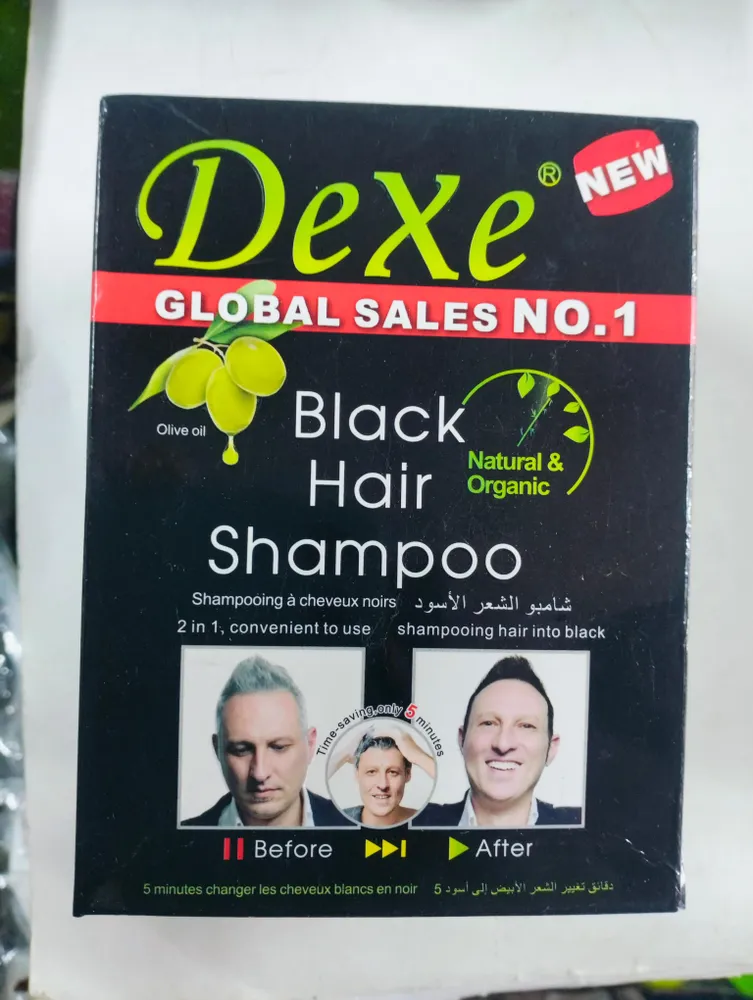 Dexe®
NEW
GLOBAL SALES NO.1
Olive oil
Black
Hair
Shampoo
Natural &
Organic
Shampooing à cheveux noirs شامبو الشعر الأسود
2 in 1, convenient to use shampooing hair into black
Time-saving,only 5 minutes
Before
After
5 minutes changer les cheveux blancs en noir 5 دقائق تغيير الشعر الأبيض إلى أسود